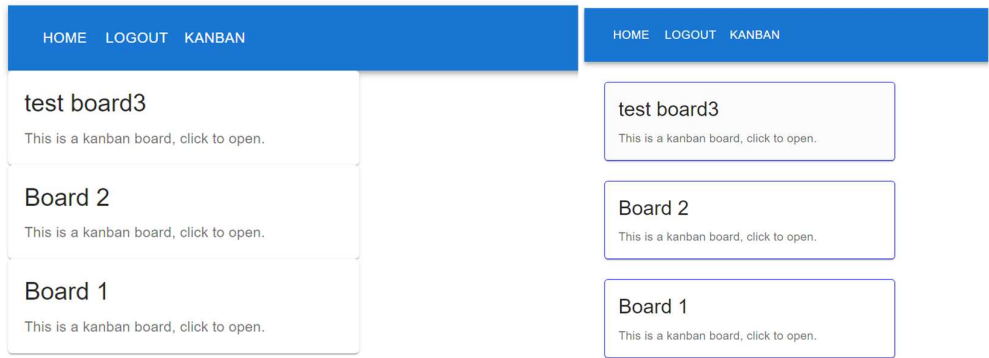 HOME LOGOUT KANBAN
test board3
This is a kanban board, click to open.
Board 2
This is a kanban board, click to open.
Board 1
This is a kanban board, click to open.
HOME LOGOUT KANBAN
test board3
This is a kanban board, click to open.
Board 2
This is a kanban board, click to open.
Board 1
This is a kanban board, click to open.